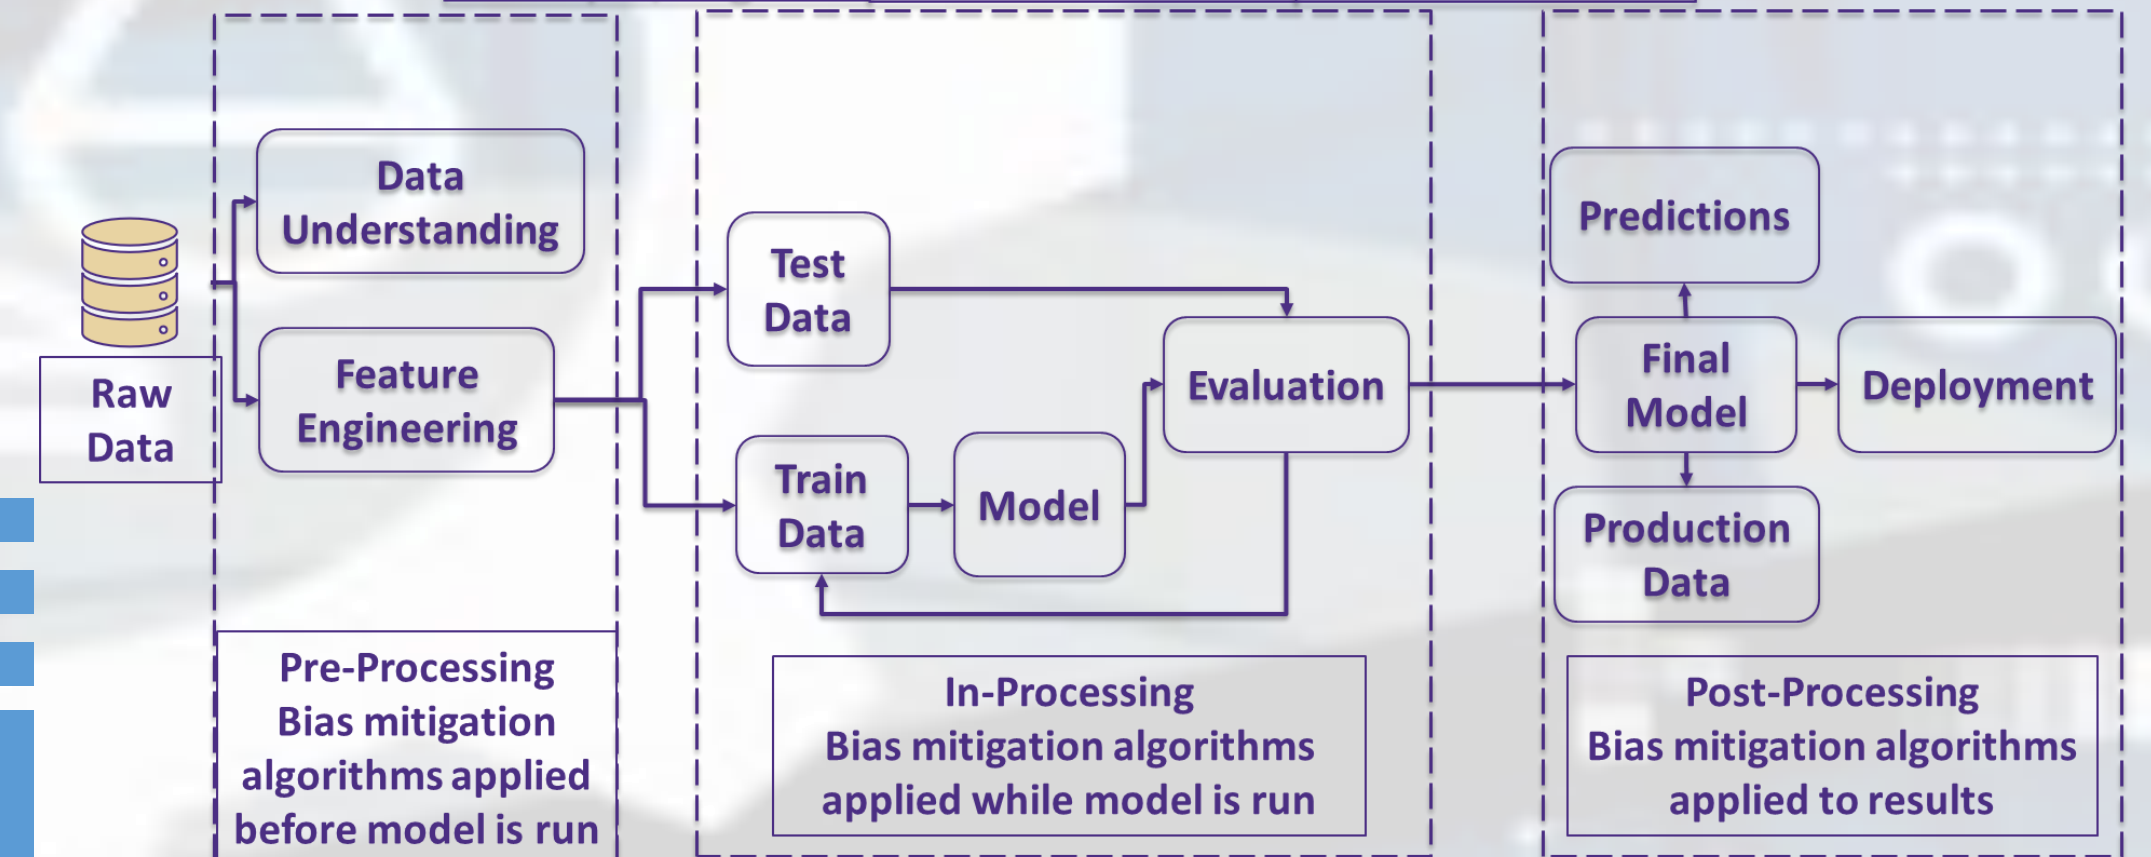 Raw
Data
Data
Understanding
Feature
Engineering
Pre-Processing
Bias mitigation
algorithms applied
before model is run
Test
Data
Train
Data
Model
Evaluation
In-Processing
Bias mitigation algorithms
applied while model is run
Predictions
Final
Model
Deployment
Production
Data
Post-Processing
Bias mitigation algorithms
applied to results